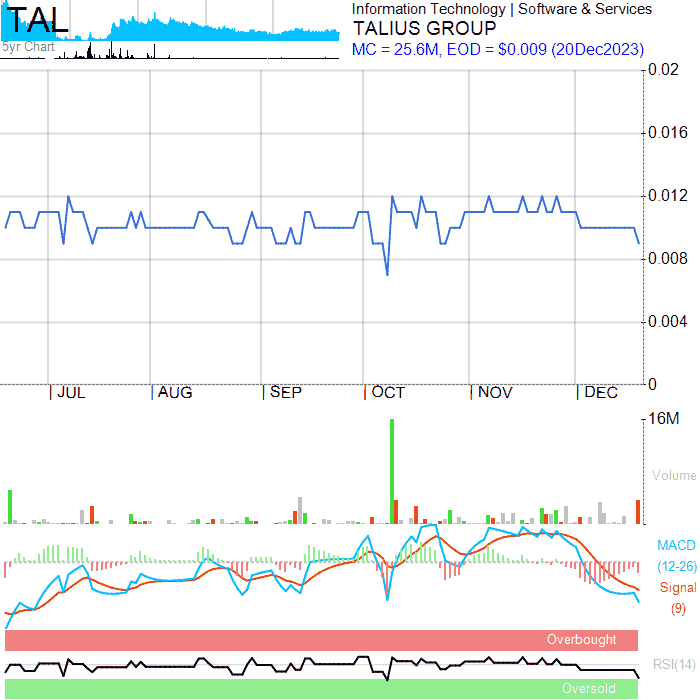 TAL
5yr Chart
Information Technology | Software & Services
TALIUS GROUP
MC = 25.6M, EOD = $0.009 (20Dec2023)
0.02
0.016
0.012
0.008
0.004
0
JUL AUG SEP OCT NOV DEC
16M
Volume
MACD
(12-26)
Signal
(9)
Overbought
RSI(14)
Oversold